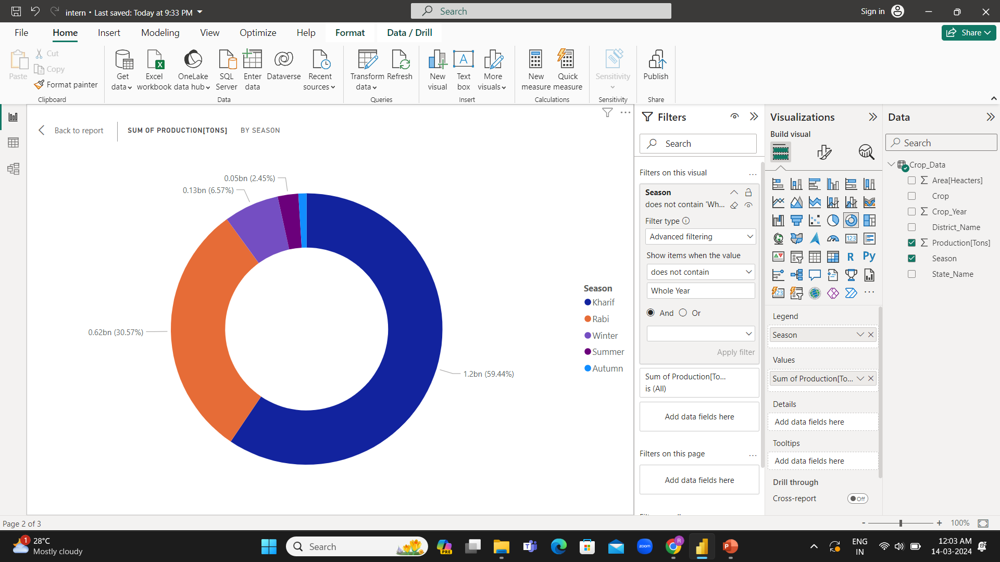 intern • Last saved: Today at 9:33 PM
Search
Sign in
File
Home
Insert
Modeling
View
Optimize
Help
Format
Data / Drill
Share
Paste
Cut
Copy
Format painter
Clipboard
Get data
Excel workbook
OneLake data hub
SQL Server
Enter data
Dataverse
Recent sources
Data
Transform data
Refresh
Queries
New visual
Text box
More visuals
Insert
New measure
Quick measure
Calculations
Sensitivity
Sensitivity
Publish
Share
Back to report
SUM OF PRODUCTION[TONS]
BY SEASON
0.05bn (2.45%)
0.13bn (6.57%)
0.62bn (30.57%)
1.2bn (59.44%)
Season
Kharif
Rabi
Winter
Summer
Autumn
Filters
Search
Filters on this visual
Season
does not contain 'Wh...
Filter type
Advanced filtering
Show items when the value
does not contain
Whole Year
And
Or
Apply filter
Sum of Production[To...
is (All)
Add data fields here
Filters on this page
Add data fields here
Visualizations
Build visual
123
R
Py
123
Legend
Season
Values
Sum of Production[To...
Details
Add data fields here
Tooltips
Add data fields here
Drill through
Cross-report
Off
Data
Search
Crop_Data
Area[Heacters]
Crop
Crop_Year
District_Name
Production[Tons]
Season
State_Name
Page 2 of 3
- + 100%
1
28°C
Mostly cloudy
Search
PRE
zoom
R
ENG
IN
12:03 AM
14-03-2024